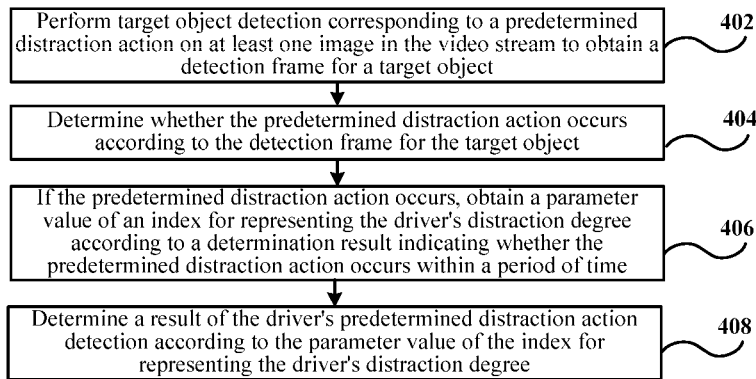 Perform target object detection corresponding to a predetermined
distraction action on at least one image in the video stream to obtain a
detection frame for a target object
402
Determine whether the predetermined distraction action occurs
according to the detection frame for the target object
404
If the predetermined distraction action occurs, obtain a parameter
value of an index for representing the driver's distraction degree
according to a determination result indicating whether the
predetermined distraction action occurs within a period of time
406
Determine a result of the driver's predetermined distraction action
detection according to the parameter value of the index for
representing the driver's distraction degree
408